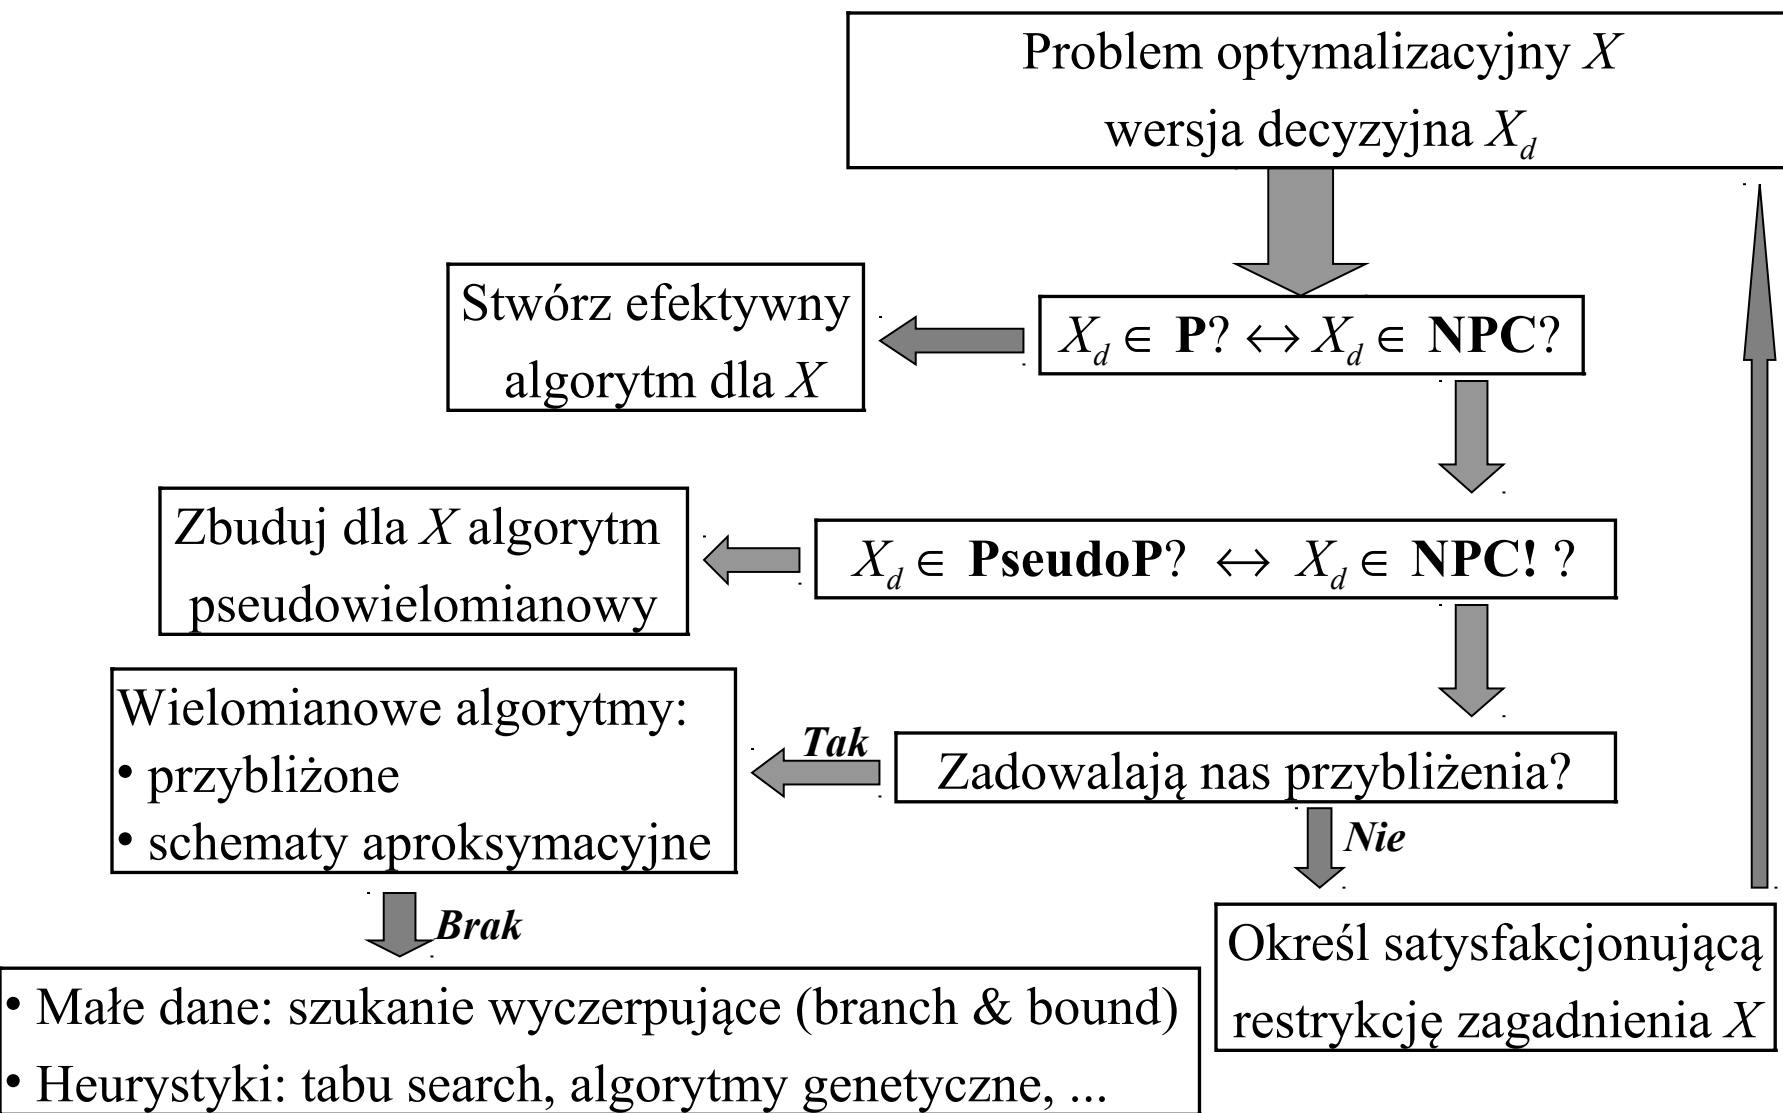 Problem optymalizacyjny X
wersja decyzyjna X_d
Stwórz efektywny
algorytm dla X
X_d ∈ P? ↔ X_d ∈ NPC?
Zbuduj dla X algorytm
pseudowielomianowy
X_d ∈ PseudoP? ↔ X_d ∈ NPC! ?
Wielomianowe algorytmy:
• przybliżone
• schematy aproksymacyjne
Tak
Zadowalają nas przybliżenia?
Nie
Brak
Określ satysfakcjonującą
restrykcję zagadnienia X
• Małe dane: szukanie wyczerpujące (branch & bound)
• Heurystyki: tabu search, algorytmy genetyczne, ...